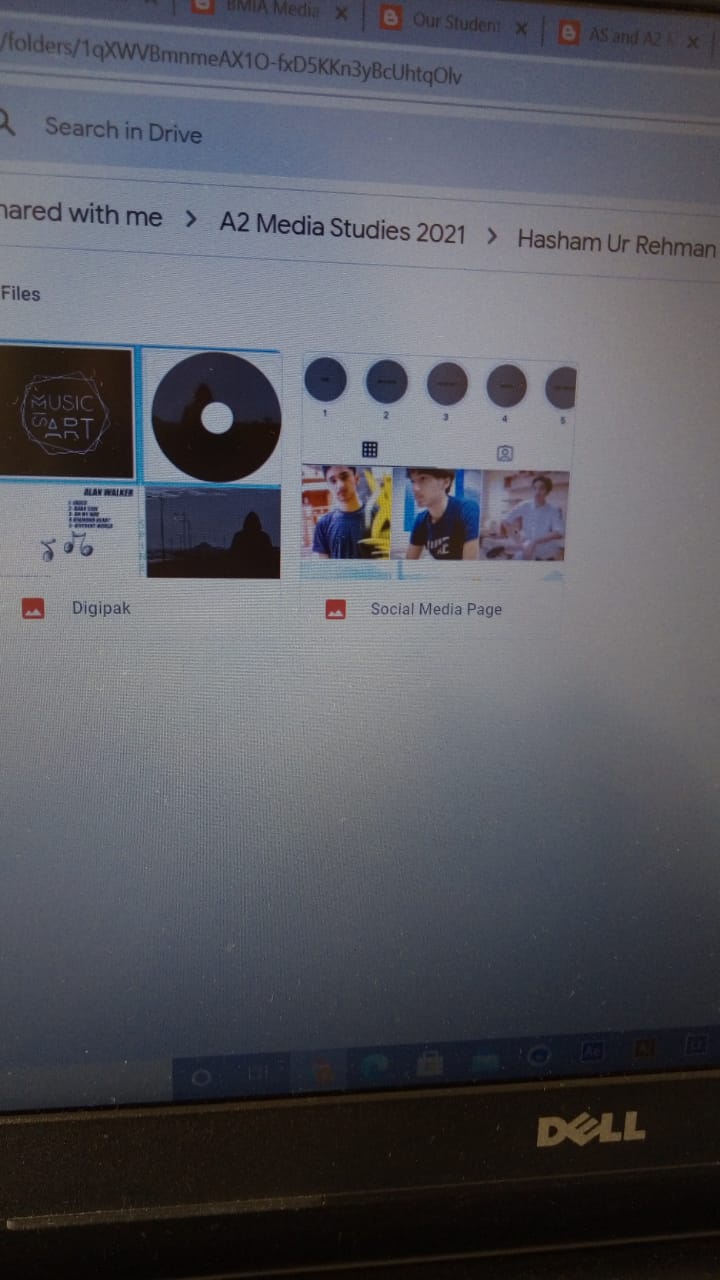 BMIA Media
Our Student
AS and A2
/folders/1qXWVBmnmeAX1O-fxD5KKn3yBcUhtqOlv
Search in Drive
hared with me > A2 Media Studies 2021 > Hasham Ur Rehman
Files
MUSIC
IS
ART
1 2 3 4 5
ALAN WALKER
Digipak
Social Media Page
Ae
DELL